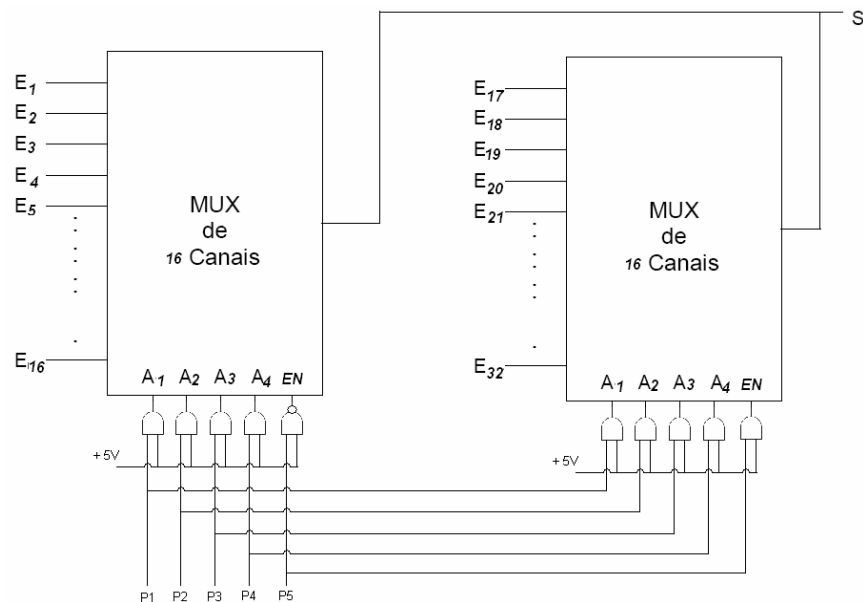 S
E1
E2
E3
E4
E5
E16
MUX
de
16 Canais
A1 A2 A3 A4 EN
+5V
E17
E18
E19
E20
E21
E32
MUX
de
16 Canais
A1 A2 A3 A4 EN
+5V
P1 P2 P3 P4 P5